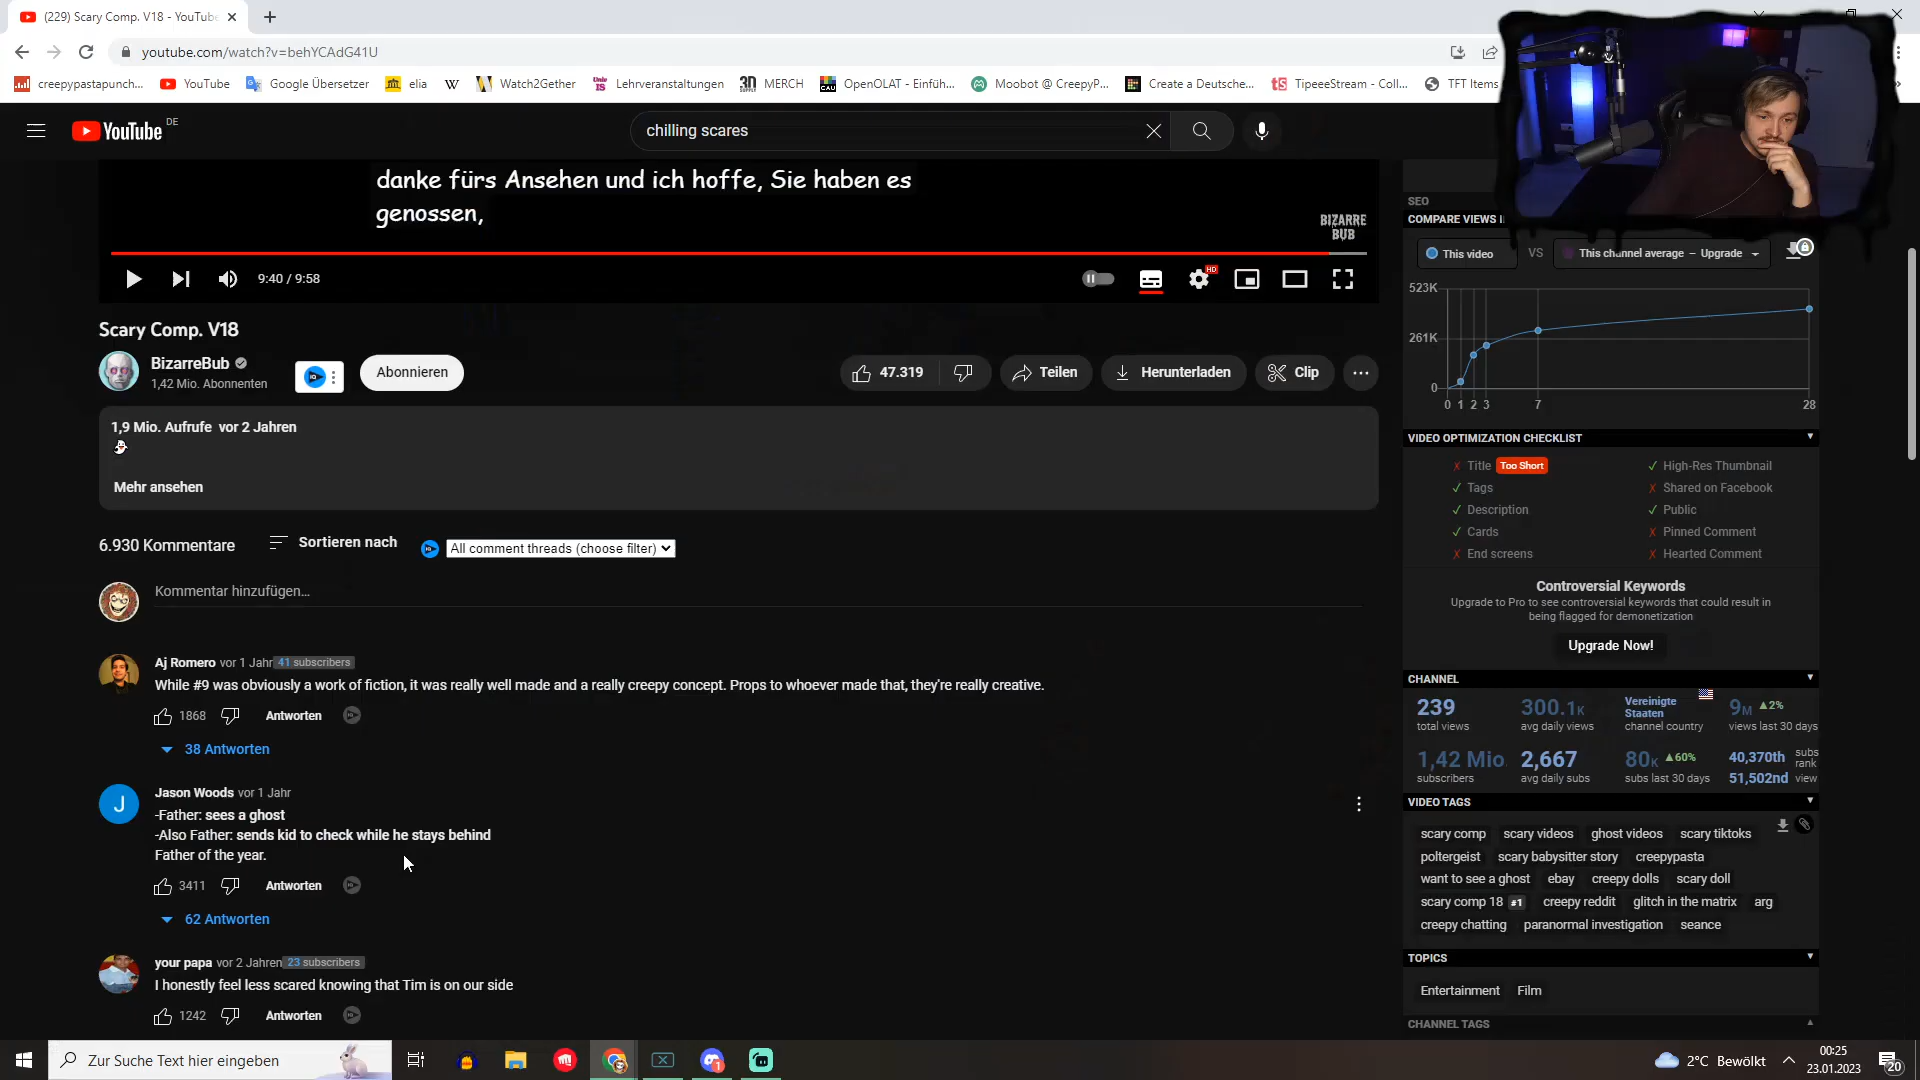 (229) Scary Comp. V18 - YouTube
youtube.com/watch?v=behYCAdG41U
creepypastapunch...
YouTube
Google Übersetzer
elia
W
Watch2Gether
Lehrveranstaltungen
MERCH
OpenOLAT - Einfüh...
Moobot @ CreepyP...
Create a Deutsche...
TipeeeStream - Coll...
TFT Items
YouTube DE
chilling scares
danke fürs Ansehen und ich hoffe, Sie haben es
genossen,
BIZARRE
BUB
9:40 / 9:58
HD
Scary Comp. V18
BizarreBub
1,42 Mio. Abonnenten
Abonnieren
47.319
Teilen
Herunterladen
Clip
1,9 Mio. Aufrufe vor 2 Jahren
Mehr ansehen
6.930 Kommentare
Sortieren nach
All comment threads (choose filter)
Kommentar hinzufügen...
Aj Romero vor 1 Jahr 41 subscribers
While #9 was obviously a work of fiction, it was really well made and a really creepy concept. Props to whoever made that, they're really creative.
1868
Antworten
38 Antworten
J
Jason Woods vor 1 Jahr
-Father: sees a ghost
-Also Father: sends kid to check while he stays behind
Father of the year.
3411
Antworten
62 Antworten
your papa vor 2 Jahren 23 subscribers
I honestly feel less scared knowing that Tim is on our side
1242
Antworten
SEO
COMPARE VIEWS
This video
VS
This channel average – Upgrade
523K
261K
0
0 1 2 3 7 28
VIDEO OPTIMIZATION CHECKLIST
Title Too Short
High-Res Thumbnail
Tags
Shared on Facebook
Description
Public
Cards
Pinned Comment
End screens
Hearted Comment
Controversial Keywords
Upgrade to Pro to see controversial keywords that could result in
being flagged for demonetization
Upgrade Now!
CHANNEL
239
total views
300.1K
avg daily views
Vereinigte
Staaten
channel country
9M 2%
views last 30 days
1,42 Mio.
subscribers
2,667
avg daily subs
80K 60%
subs last 30 days
40,370th subs
rank
51,502nd view
VIDEO TAGS
scary comp scary videos ghost videos scary tiktoks
poltergeist scary babysitter story creepypasta
want to see a ghost ebay creepy dolls scary doll
scary comp 18 #1 creepy reddit glitch in the matrix arg
creepy chatting paranormal investigation seance
TOPICS
Entertainment Film
CHANNEL TAGS
Zur Suche Text hier eingeben
2°C Bewölkt
00:25
23.01.2023
20